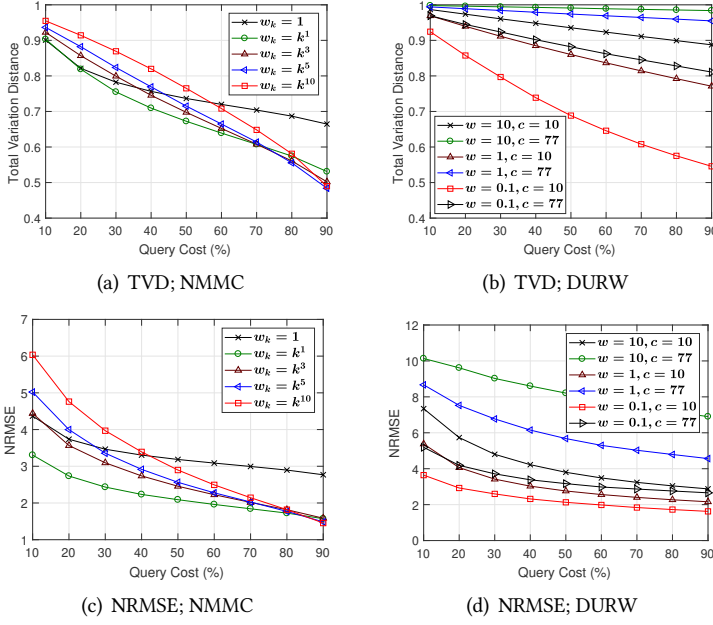 1
0.9
0.8
0.7
0.6
0.5
0.4
Total Variation Distance
w_k = 1
w_k = k^1
w_k = k^3
w_k = k^5
w_k = k^10
10 20 30 40 50 60 70 80 90
Query Cost (%)
(a) TVD; NMMC
1
0.9
0.8
0.7
0.6
0.5
0.4
Total Variation Distance
w = 10, c = 10
w = 10, c = 77
w = 1, c = 10
w = 1, c = 77
w = 0.1, c = 10
w = 0.1, c = 77
10 20 30 40 50 60 70 80 90
Query Cost (%)
(b) TVD; DURW
7
6
5
4
3
2
1
NRMSE
w_k = 1
w_k = k^1
w_k = k^3
w_k = k^5
w_k = k^10
10 20 30 40 50 60 70 80 90
Query Cost (%)
(c) NRMSE; NMMC
12
10
8
6
4
2
0
NRMSE
w = 10, c = 10
w = 10, c = 77
w = 1, c = 10
w = 1, c = 77
w = 0.1, c = 10
w = 0.1, c = 77
10 20 30 40 50 60 70 80 90
Query Cost (%)
(d) NRMSE; DURW